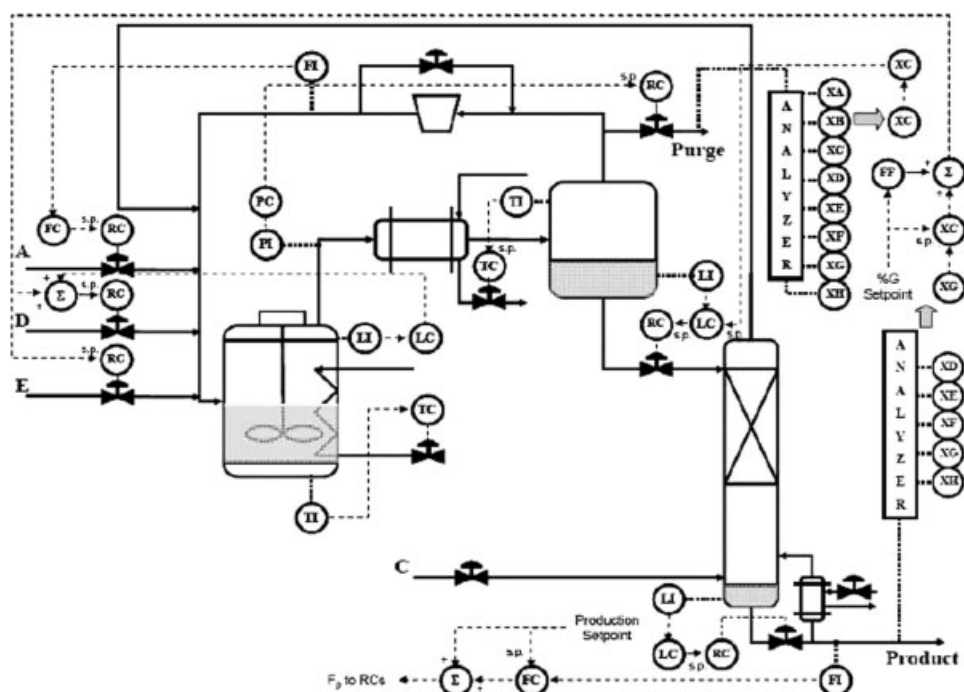 FI
s.p.
RC
XC
XA
XB
XC
XC
XD
XE
XF
XG
XH
A
N
A
L
Y
Z
E
R
Purge
FF
+
Σ
+
PC
TI
PI
s.p.
TC
FC
s.p.
RC
A
+
Σ
+
s.p.
RC
D
s.p.
RC
E
LI
LC
TC
TI
LI
RC
s.p.
LC
s.p.
s.p.
XC
%G
Setpoint
XG
A
N
A
L
Y
Z
E
R
XD
XE
XF
XG
XH
C
LI
Production
Setpoint
LC
s.p.
RC
Product
s.p.
+
F
p
to RCs
Σ
+
FC
FI